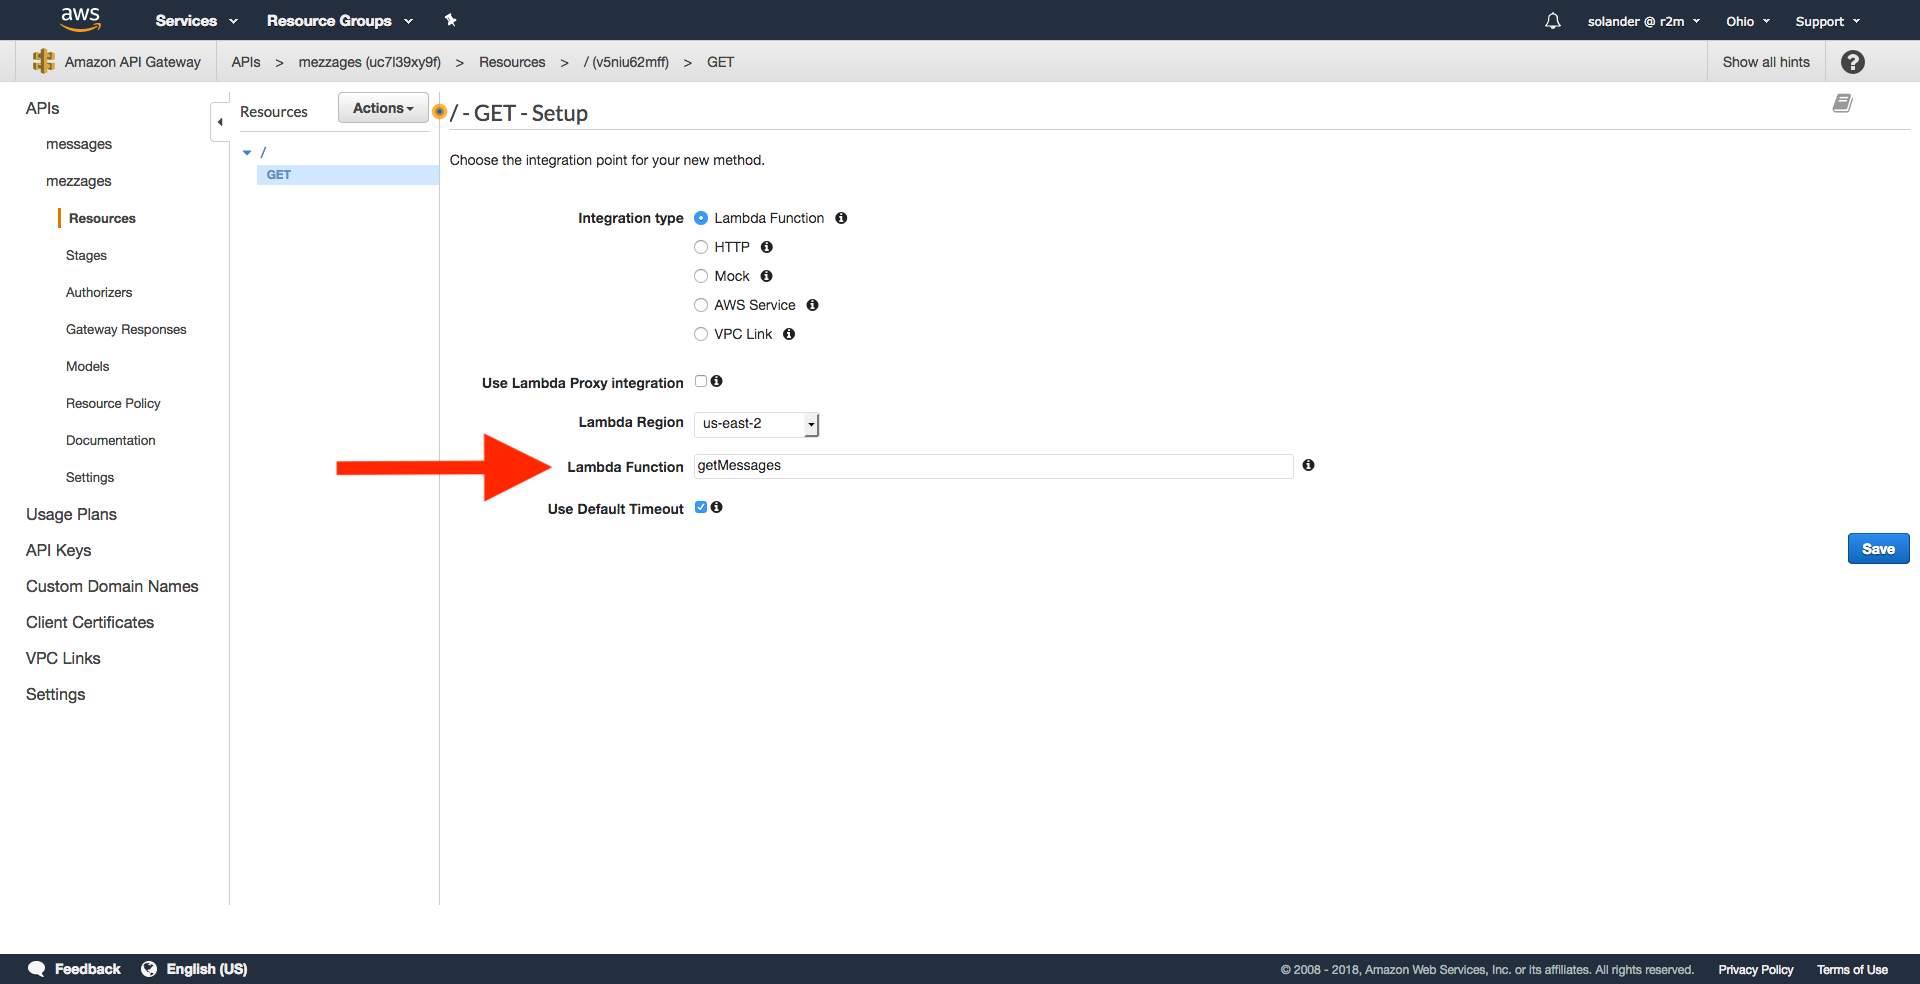 aws Services Resource Groups solander @ r2m Ohio Support
Amazon API Gateway APIs > mezzages (uc7l39xy9f) > Resources > / (v5niu62mff) > GET Show all hints ?
APIs
messages
mezzages
Resources
Stages
Authorizers
Gateway Responses
Models
Resource Policy
Documentation
Settings
Usage Plans
API Keys
Custom Domain Names
Client Certificates
VPC Links
Settings
Resources Actions
/
GET
/ - GET - Setup
Choose the integration point for your new method.
Integration type Lambda Function
HTTP
Mock
AWS Service
VPC Link
Use Lambda Proxy integration
Lambda Region us-east-2
Lambda Function getMessages
Use Default Timeout
Save
Feedback English (US) © 2008 - 2018, Amazon Web Services, Inc. or its affiliates. All rights reserved. Privacy Policy Terms of Use